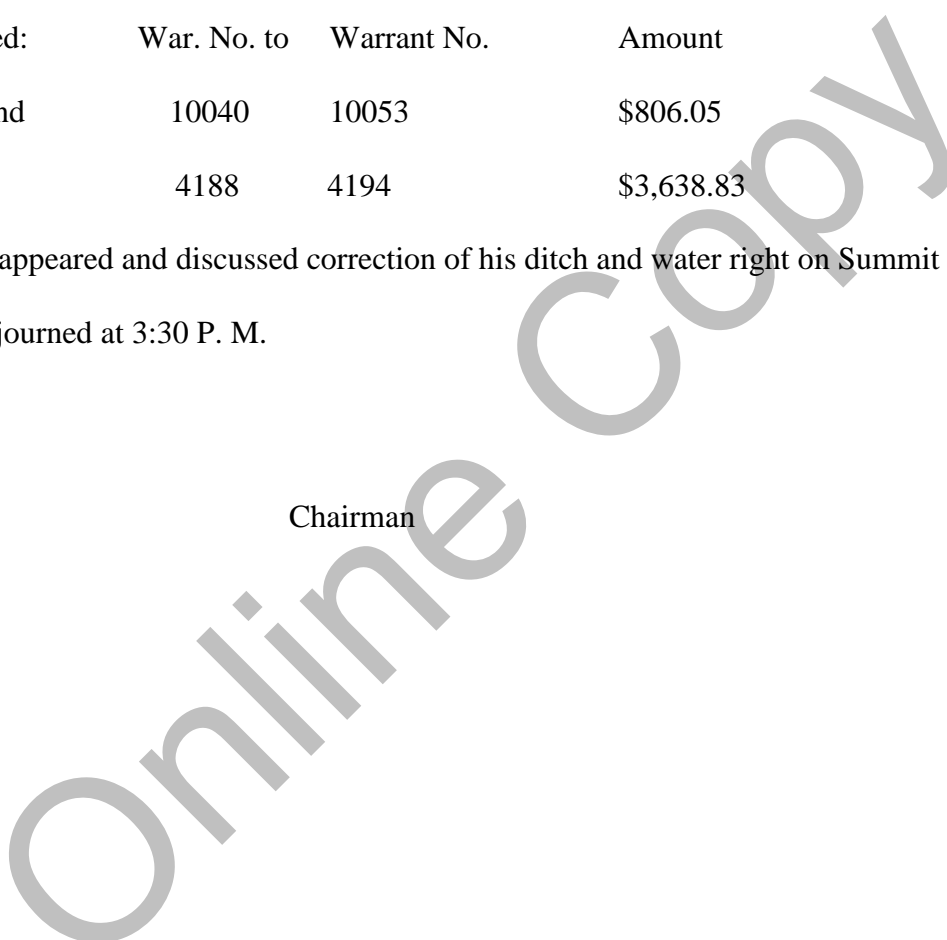 ed: War. No. to Warrant No. Amount
nd 10040 10053 $806.05
4188 4194 $3,638.83
appeared and discussed correction of his ditch and water right on Summit
journed at 3:30 P. M.
Chairman
Online Copy